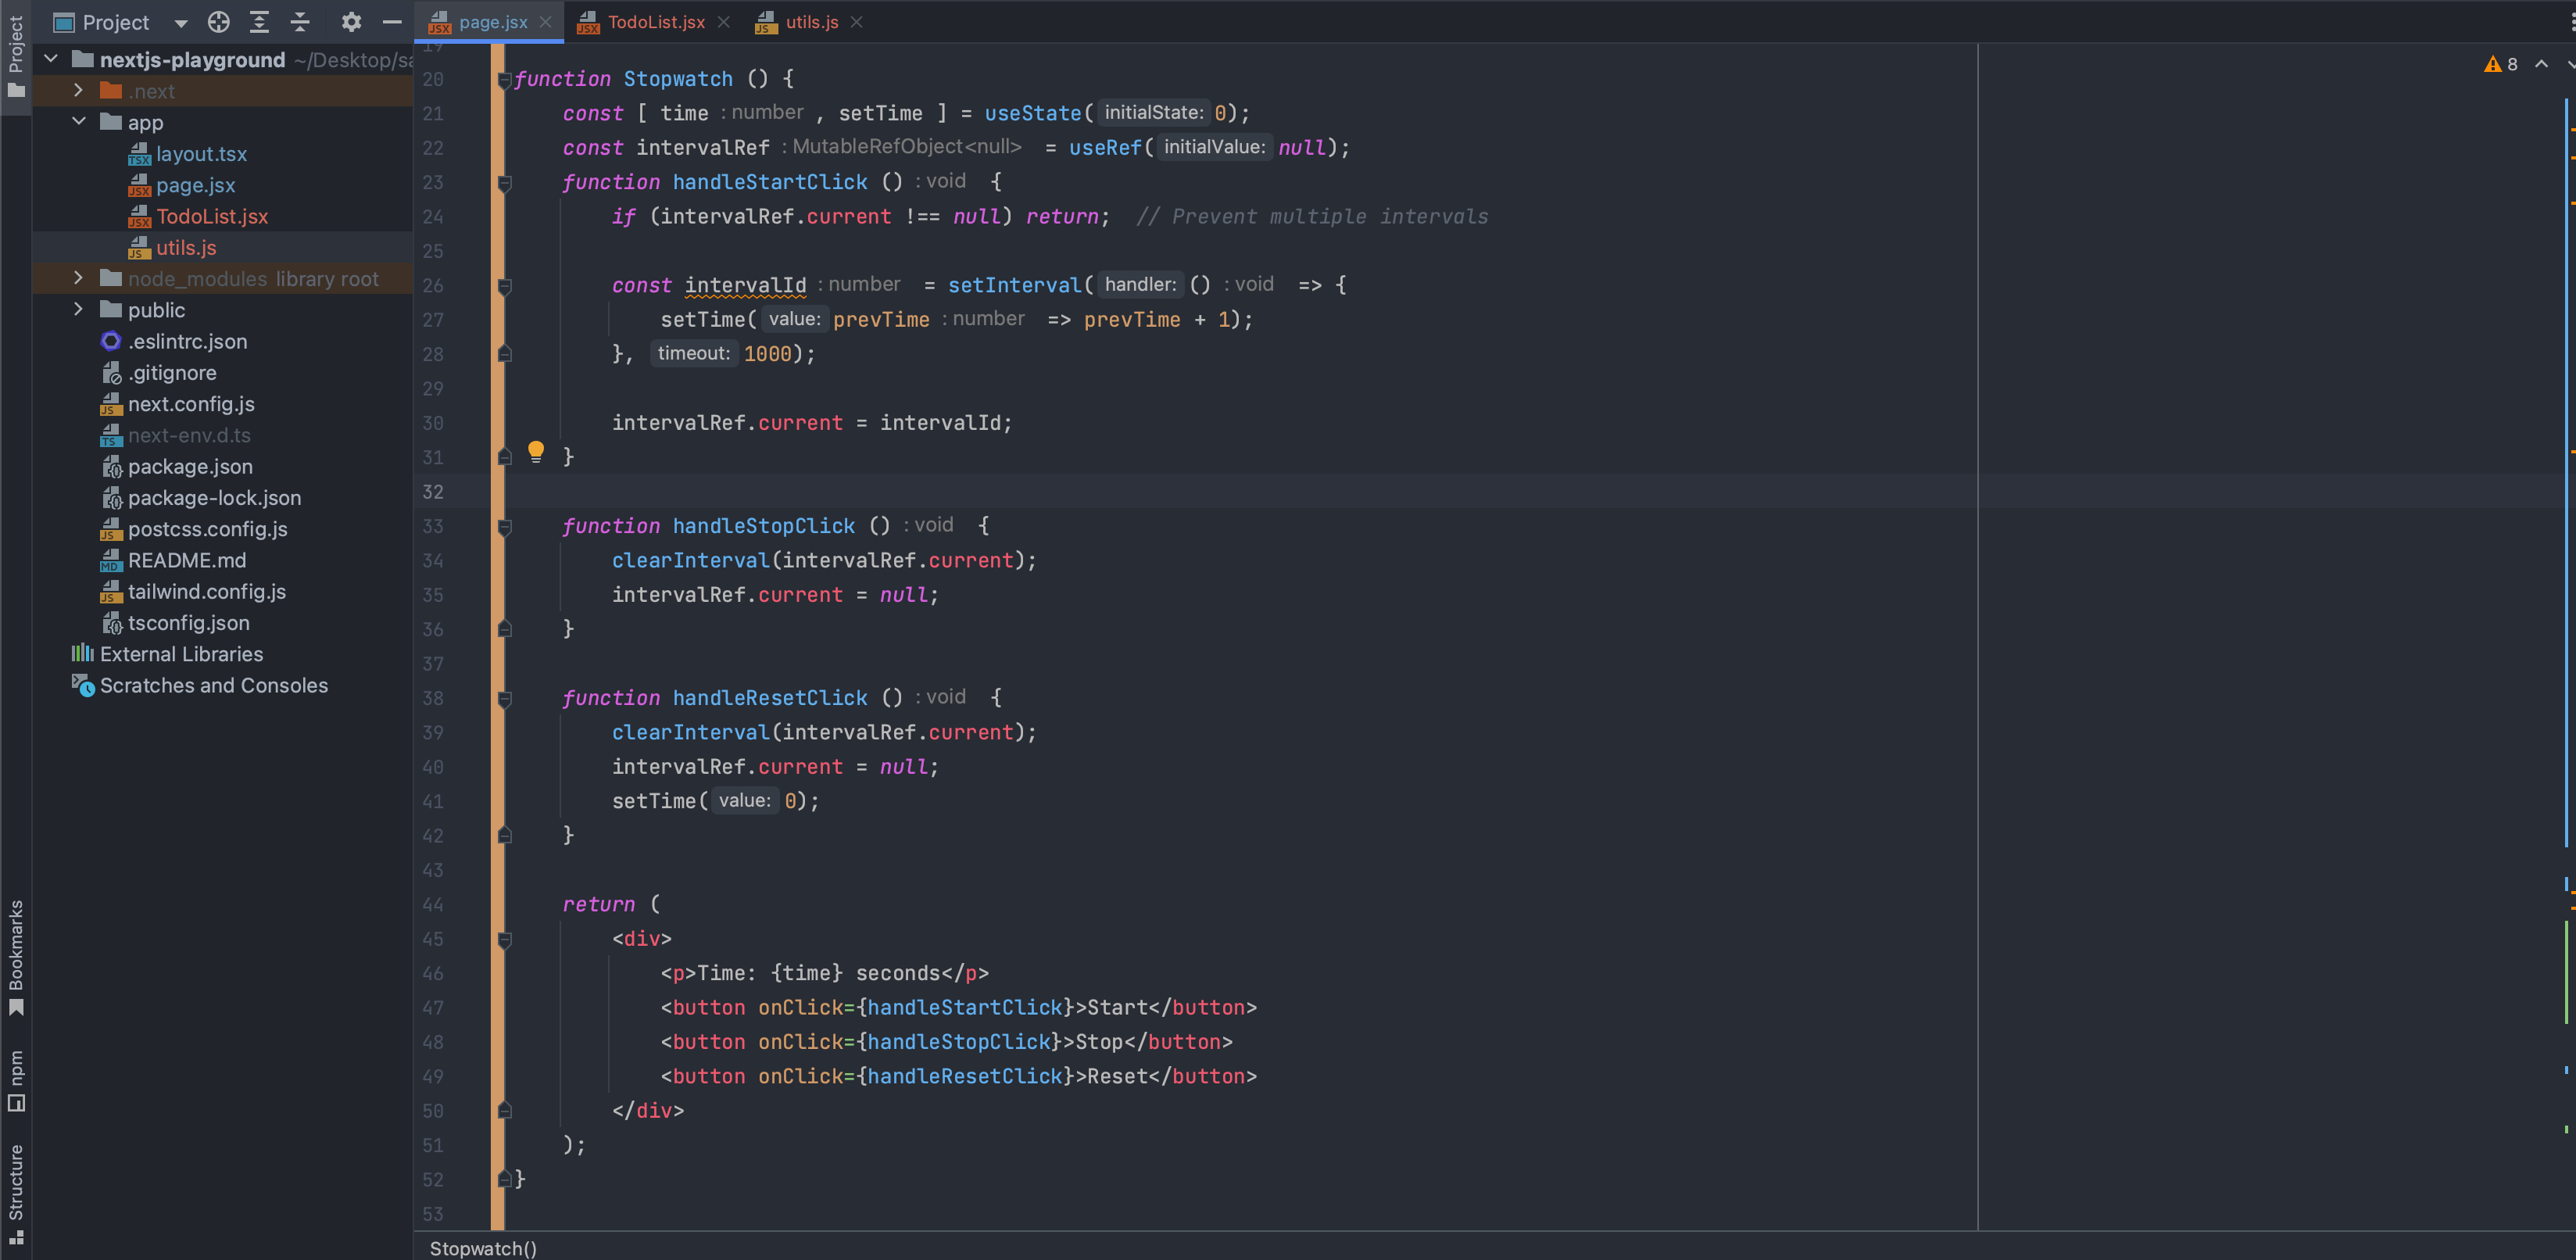 Project
Project
nextjs-playground ~/Desktop/sa
.next
app
layout.tsx
page.jsx
TodoList.jsx
utils.js
node_modules library root
public
.eslintrc.json
.gitignore
next.config.js
next-env.d.ts
package.json
package-lock.json
postcss.config.js
README.md
tailwind.config.js
tsconfig.json
External Libraries
Scratches and Consoles
Bookmarks
npm
Structure
page.jsx TodoList.jsx utils.js
8
19
20 function Stopwatch () {
21 const [ time : number , setTime ] = useState( initialState: 0);
22 const intervalRef : MutableRefObject<null> = useRef( initialValue: null);
23 function handleStartClick () : void {
24 if (intervalRef.current !== null) return; // Prevent multiple intervals
25
26 const intervalId : number = setInterval( handler: () : void => {
27 setTime( value: prevTime : number => prevTime + 1);
28 }, timeout: 1000);
29
30 intervalRef.current = intervalId;
31 }
32
33 function handleStopClick () : void {
34 clearInterval(intervalRef.current);
35 intervalRef.current = null;
36 }
37
38 function handleResetClick () : void {
39 clearInterval(intervalRef.current);
40 intervalRef.current = null;
41 setTime( value: 0);
42 }
43
44 return (
45 <div>
46 <p>Time: {time} seconds</p>
47 <button onClick={handleStartClick}>Start</button>
48 <button onClick={handleStopClick}>Stop</button>
49 <button onClick={handleResetClick}>Reset</button>
50 </div>
51 );
52 }
53
Stopwatch()